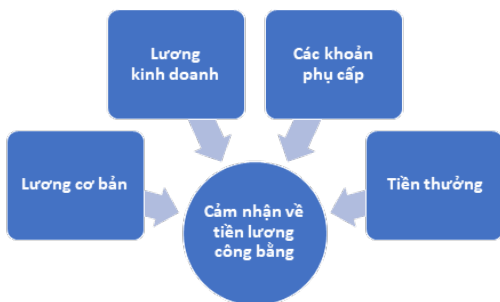 Lương
kinh doanh
Các khoản
phụ cấp
Lương cơ bản
Tiền thưởng
Cảm nhận về
tiền lương
công bằng